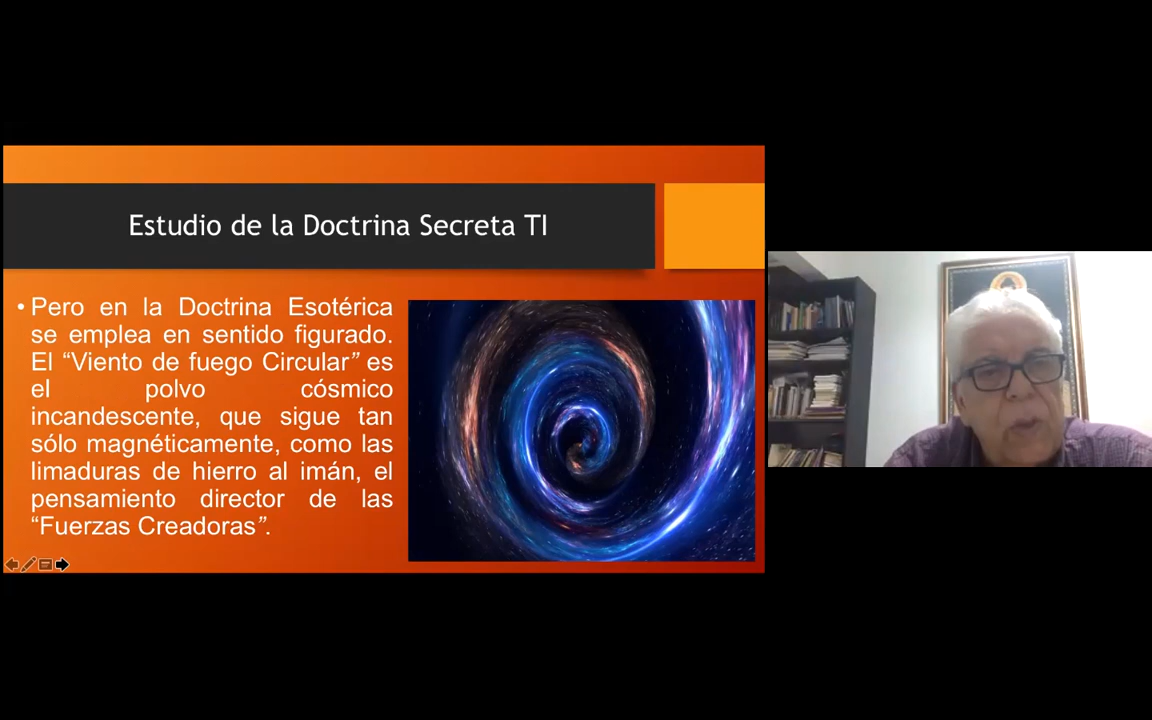 Estudio de la Doctrina Secreta TI
• Pero en la Doctrina Esotérica
se emplea en sentido figurado.
El “Viento de fuego Circular” es
el polvo cósmico
incandescente, que sigue tan
sólo magnéticamente, como las
limaduras de hierro al imán, el
pensamiento director de las
“Fuerzas Creadoras”.